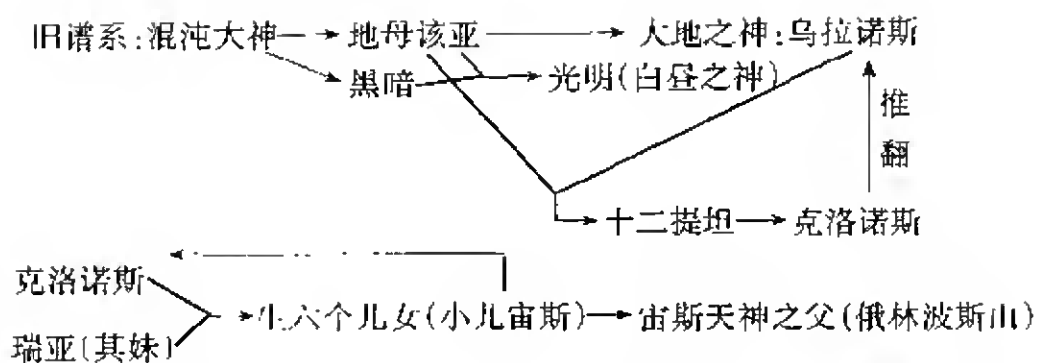 旧谱系:混沌大神 地母该亚 大地之神:乌拉诺斯
黑暗 光明(白昼之神)
推翻
十二提坦 克洛诺斯
克洛诺斯
生六个儿女(小儿宙斯) 宙斯天神之父(俄林波斯山)
瑞亚(其妹)